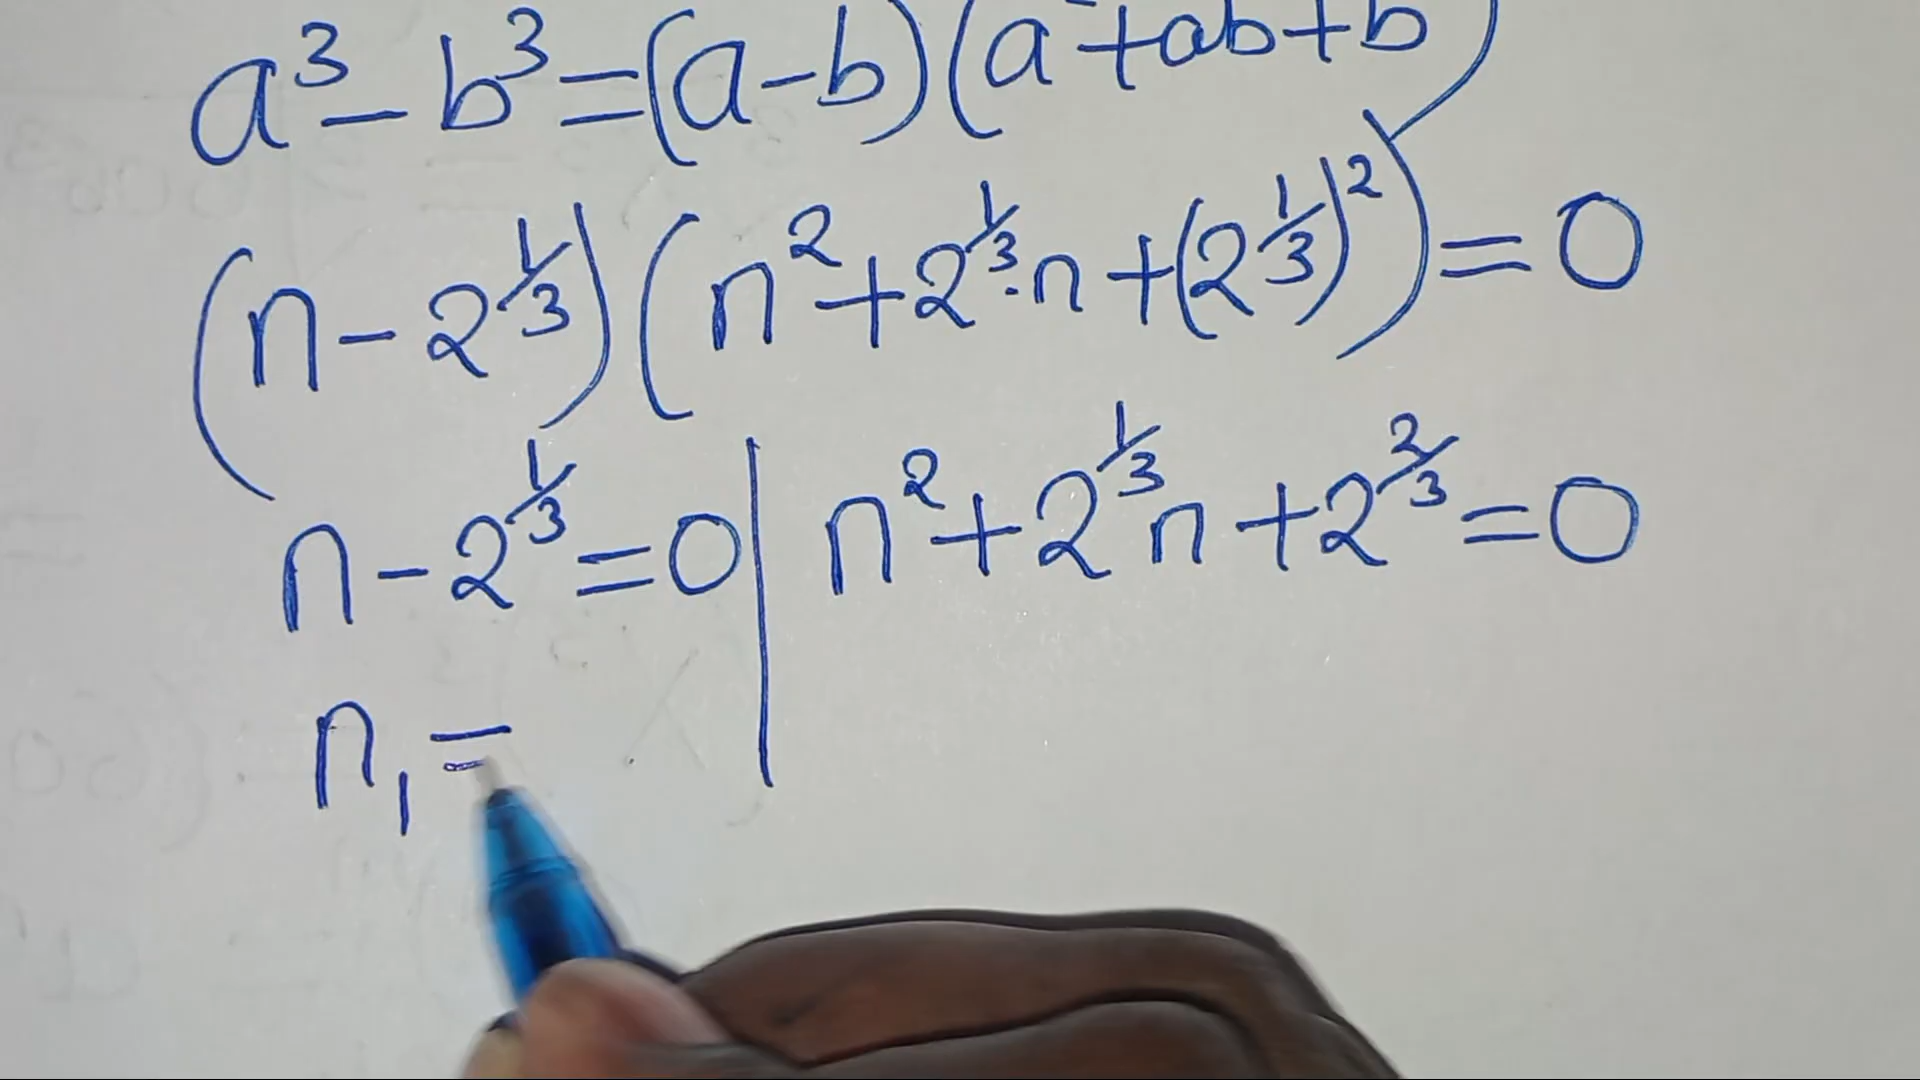 a³ - b³ = (a - b)(a² + ab + b)
(n - 2^{1/3})(n² + 2^{1/3}·n + (2^{1/3})²) = 0
n - 2^{1/3} = 0 | n² + 2^{1/3}n + 2^{2/3} = 0
n₁ =